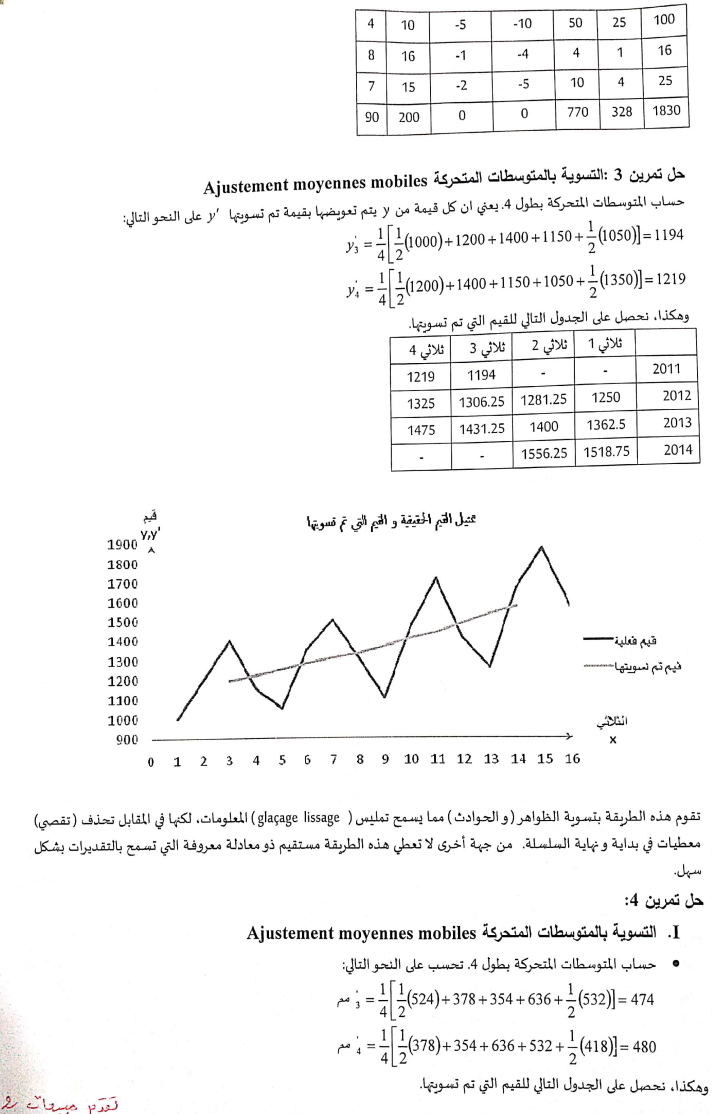 4 10 -5 -10 50 25 100
8 16 -1 -4 4 1 16
7 15 -2 -5 10 4 25
90 200 0 0 770 328 1830
حل تمرين 3 :التسوية بالمتوسطات المتحركة Ajustement moyennes mobiles
حساب المتوسطات المتحركة بطول 4. يعني ان كل قيمة من y يتم تعويضها بقيمة تم تسويتها y' على النحو التالي:
y'₃ = 1/4[1/2(1000)+1200+1400+1150+1/2(1050)]=1194
y'₄ = 1/4[1/2(1200)+1400+1150+1050+1/2(1350)]=1219
وهكذا، نحصل على الجدول التالي للقيم التي تم تسويتها.
ثلاثي 1 ثلاثي 2 ثلاثي 3 ثلاثي 4
2011 - - 1194 1219
2012 1250 1281.25 1306.25 1325
2013 1362.5 1400 1431.25 1475
2014 1518.75 1556.25 - -
تمثيل القيم الحقيقية و القيم التي تم تسويتها
قيم
y,y'
1900
1800
1700
1600
1500
1400
1300
1200
1100
1000
900
قيم فعلية
قيم تم تسويتها
الثلاثي
x
0 1 2 3 4 5 6 7 8 9 10 11 12 13 14 15 16
تقوم هذه الطريقة بتسوية الظواهر ( و الحوادث ) مما يسمح تمليس ( glaçage lissage ) المعلومات، لكنها في المقابل تحذف ( تقصي)
معطيات في بداية و نهاية السلسلة. من جهة أخرى لا تعطي هذه الطريقة مستقيم ذو معادلة معروفة التي تسمح بالتقديرات بشكل
سهل.
حل تمرين 4:
I. التسوية بالمتوسطات المتحركة Ajustement moyennes mobiles
• حساب المتوسطات المتحركة بطول 4. تحسب على النحو التالي:
مم'₃ = 1/4[1/2(524)+378+354+636+1/2(532)]=474
مم'₄ = 1/4[1/2(378)+354+636+532+1/2(418)]=480
وهكذا، نحصل على الجدول التالي للقيم التي تم تسويتها.